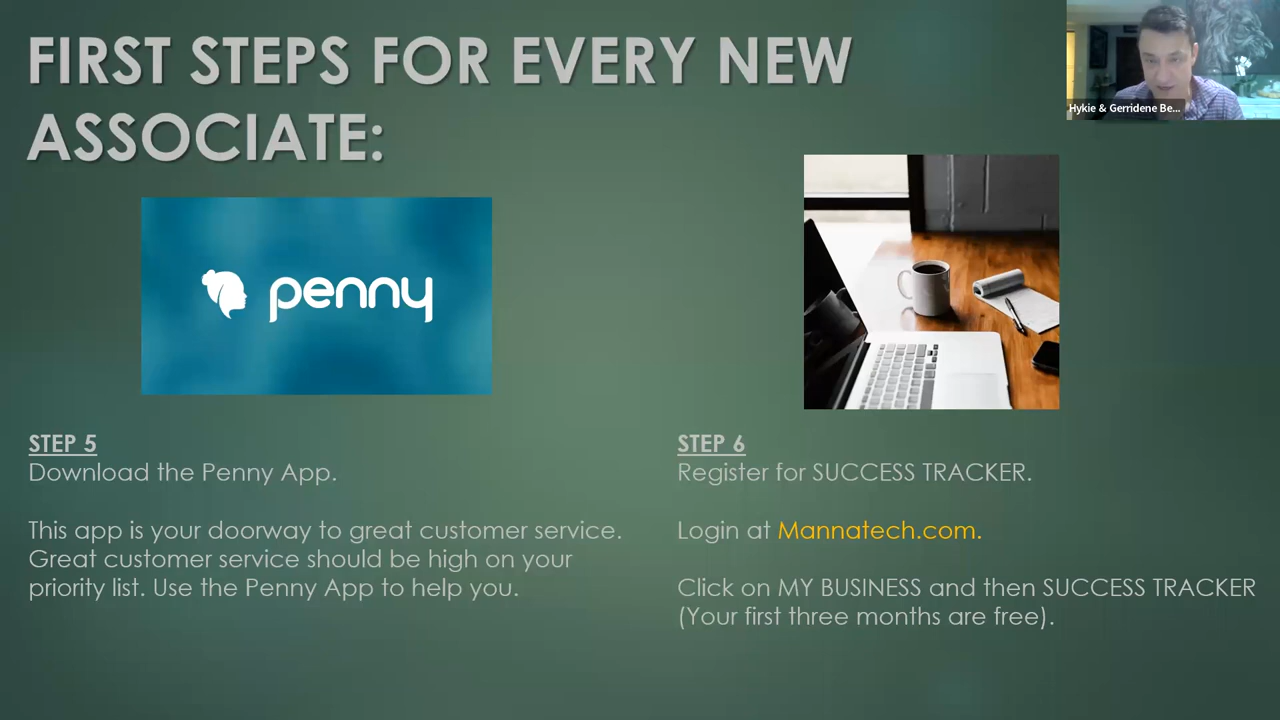 FIRST STEPS FOR EVERY NEW
ASSOCIATE:
Hykie & Gerridene Be...
penny
STEP 5
Download the Penny App.
This app is your doorway to great customer service.
Great customer service should be high on your
priority list. Use the Penny App to help you.
STEP 6
Register for SUCCESS TRACKER.
Login at Mannatech.com.
Click on MY BUSINESS and then SUCCESS TRACKER
(Your first three months are free).